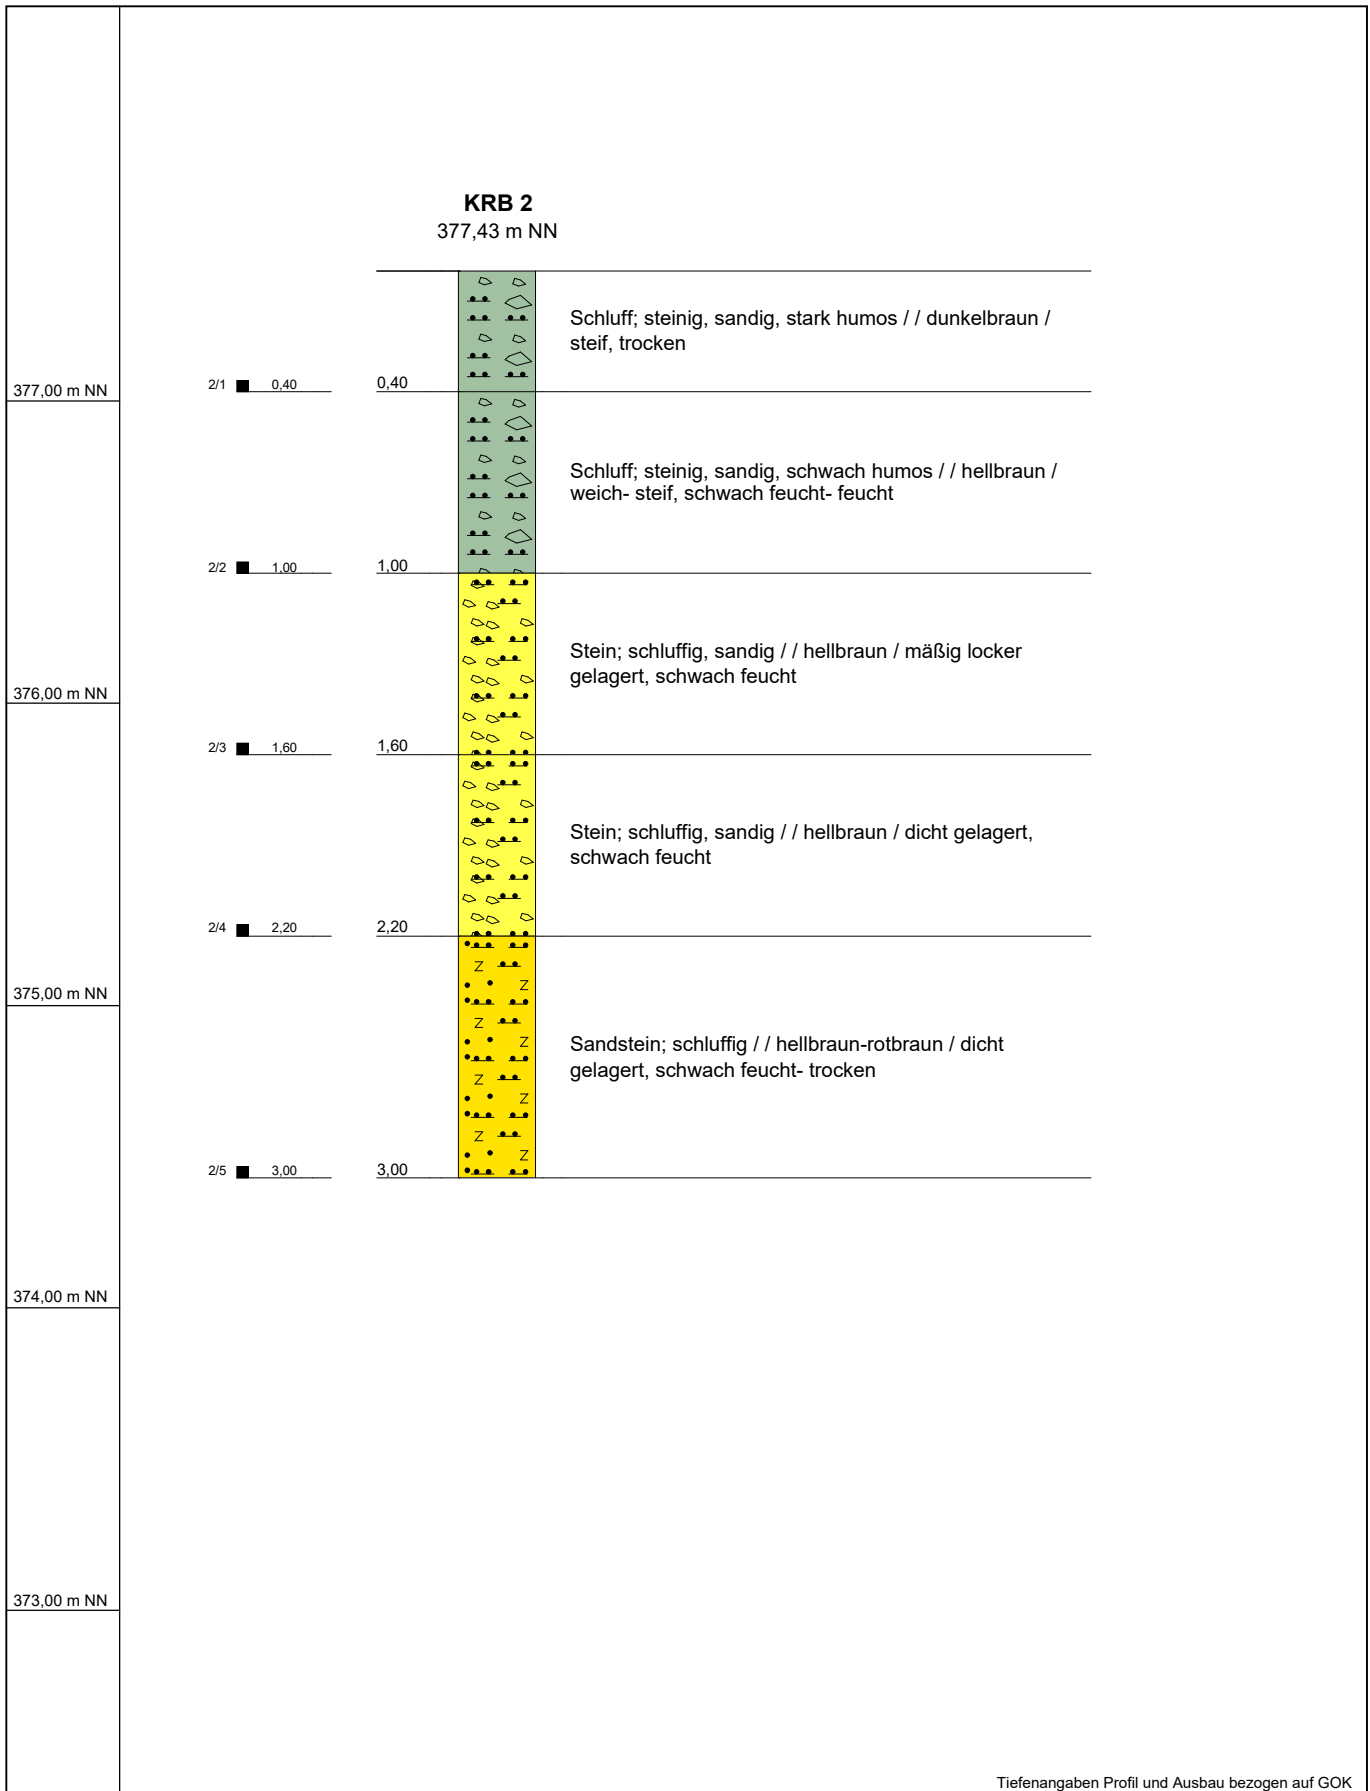 KRB 2
377,43 m NN
Schluff; steinig, sandig, stark humos / / dunkelbraun /
steif, trocken
377,00 m NN
2/1 0,40 0,40
Schluff; steinig, sandig, schwach humos / / hellbraun /
weich- steif, schwach feucht- feucht
2/2 1,00 1,00
Stein; schluffig, sandig / / hellbraun / mäßig locker
gelagert, schwach feucht
376,00 m NN
2/3 1,60 1,60
Stein; schluffig, sandig / / hellbraun / dicht gelagert,
schwach feucht
2/4 2,20 2,20
375,00 m NN
Sandstein; schluffig / / hellbraun-rotbraun / dicht
gelagert, schwach feucht- trocken
2/5 3,00 3,00
374,00 m NN
373,00 m NN
Tiefenangaben Profil und Ausbau bezogen auf GOK